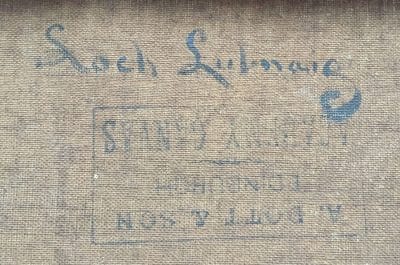 Loch Lubnaig
A. DOTT & SON
EDINBURGH
CANVAS